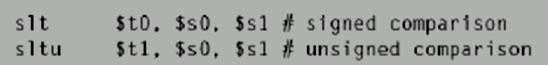 slt $t0, $s0, $s1 # signed comparison
sltu $t1, $s0, $s1 # unsigned comparison